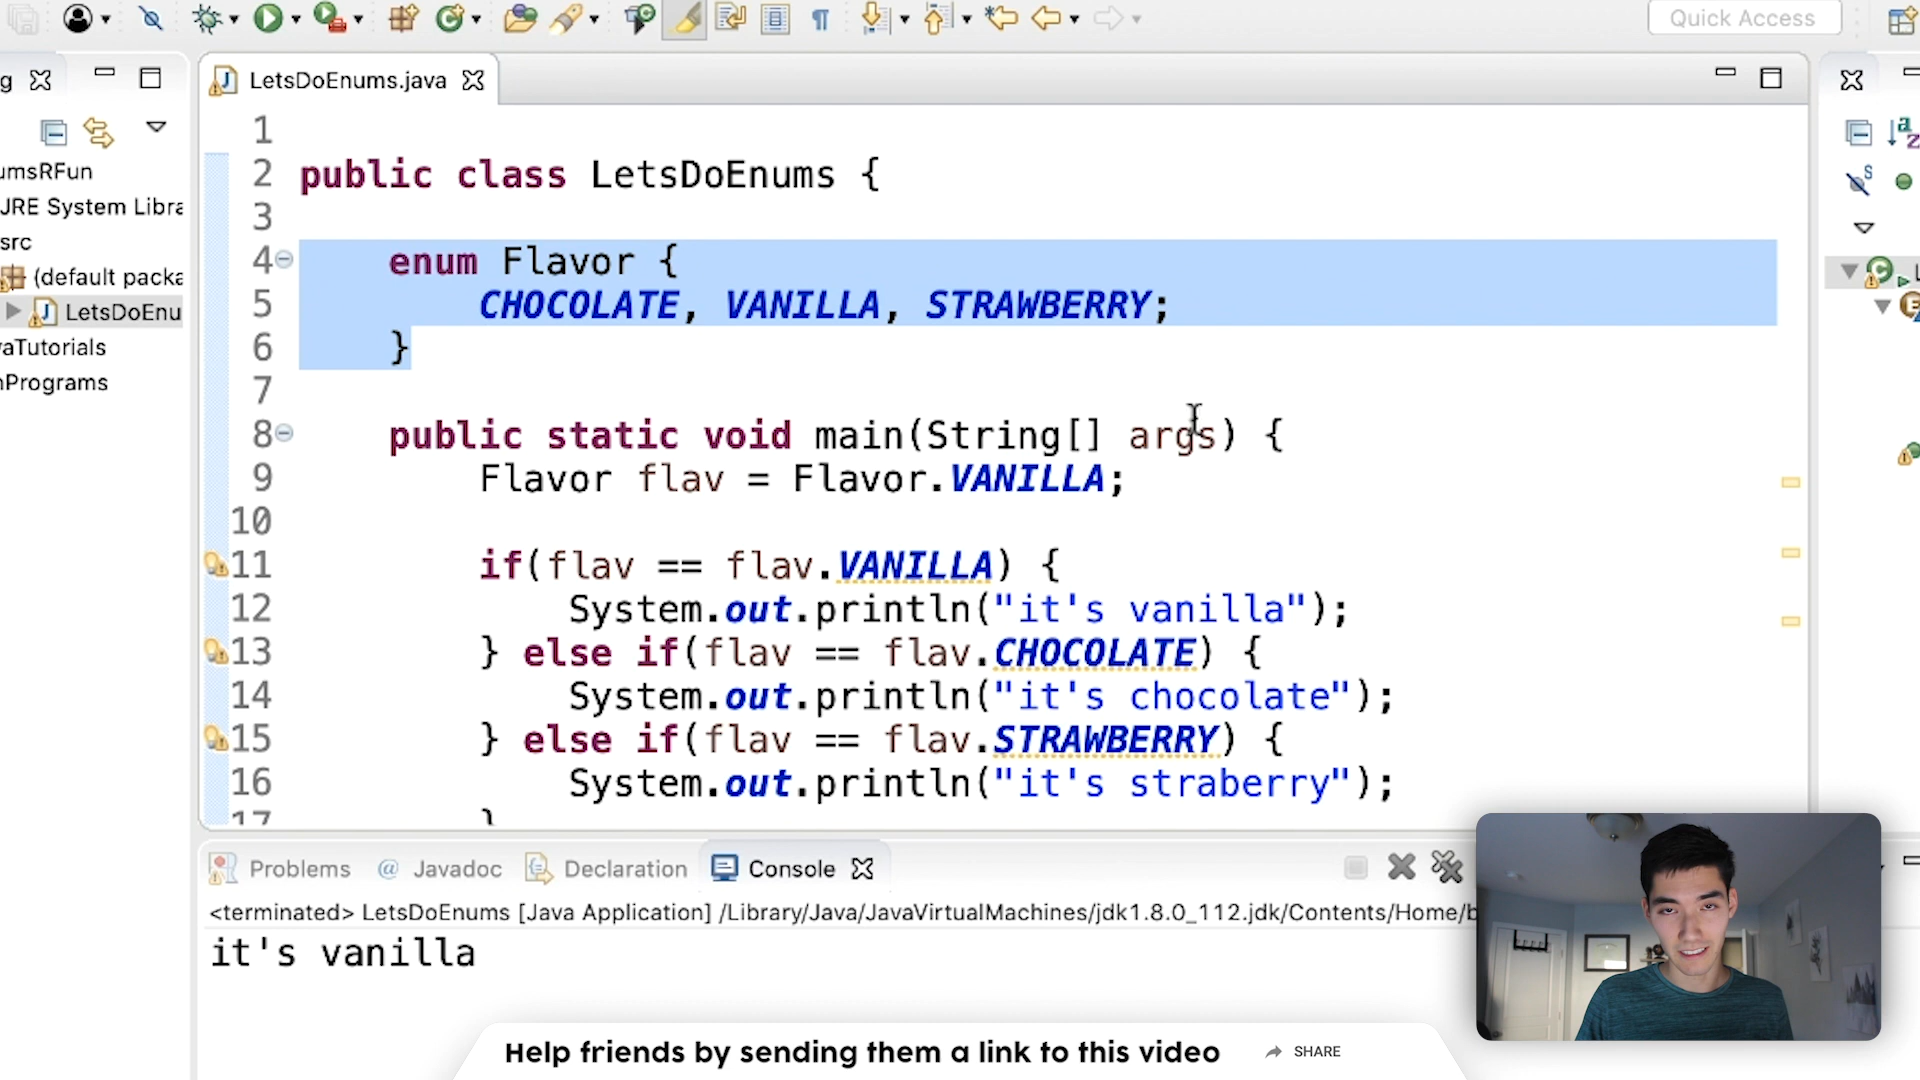 Quick Access
g
LetsDoEnums.java
umsRFun
JRE System Libra
src
(default packa
LetsDoEnu
vaTutorials
nPrograms
1
2 public class LetsDoEnums {
3
4 enum Flavor {
5 CHOCOLATE, VANILLA, STRAWBERRY;
6 }
7
8 public static void main(String[] args) {
9 Flavor flav = Flavor.VANILLA;
10
11 if(flav == flav.VANILLA) {
12 System.out.println("it's vanilla");
13 } else if(flav == flav.CHOCOLATE) {
14 System.out.println("it's chocolate");
15 } else if(flav == flav.STRAWBERRY) {
16 System.out.println("it's straberry");
17 }
Problems @ Javadoc Declaration Console
<terminated> LetsDoEnums [Java Application] /Library/Java/JavaVirtualMachines/jdk1.8.0_112.jdk/Contents/Home/b
it's vanilla
Help friends by sending them a link to this video SHARE